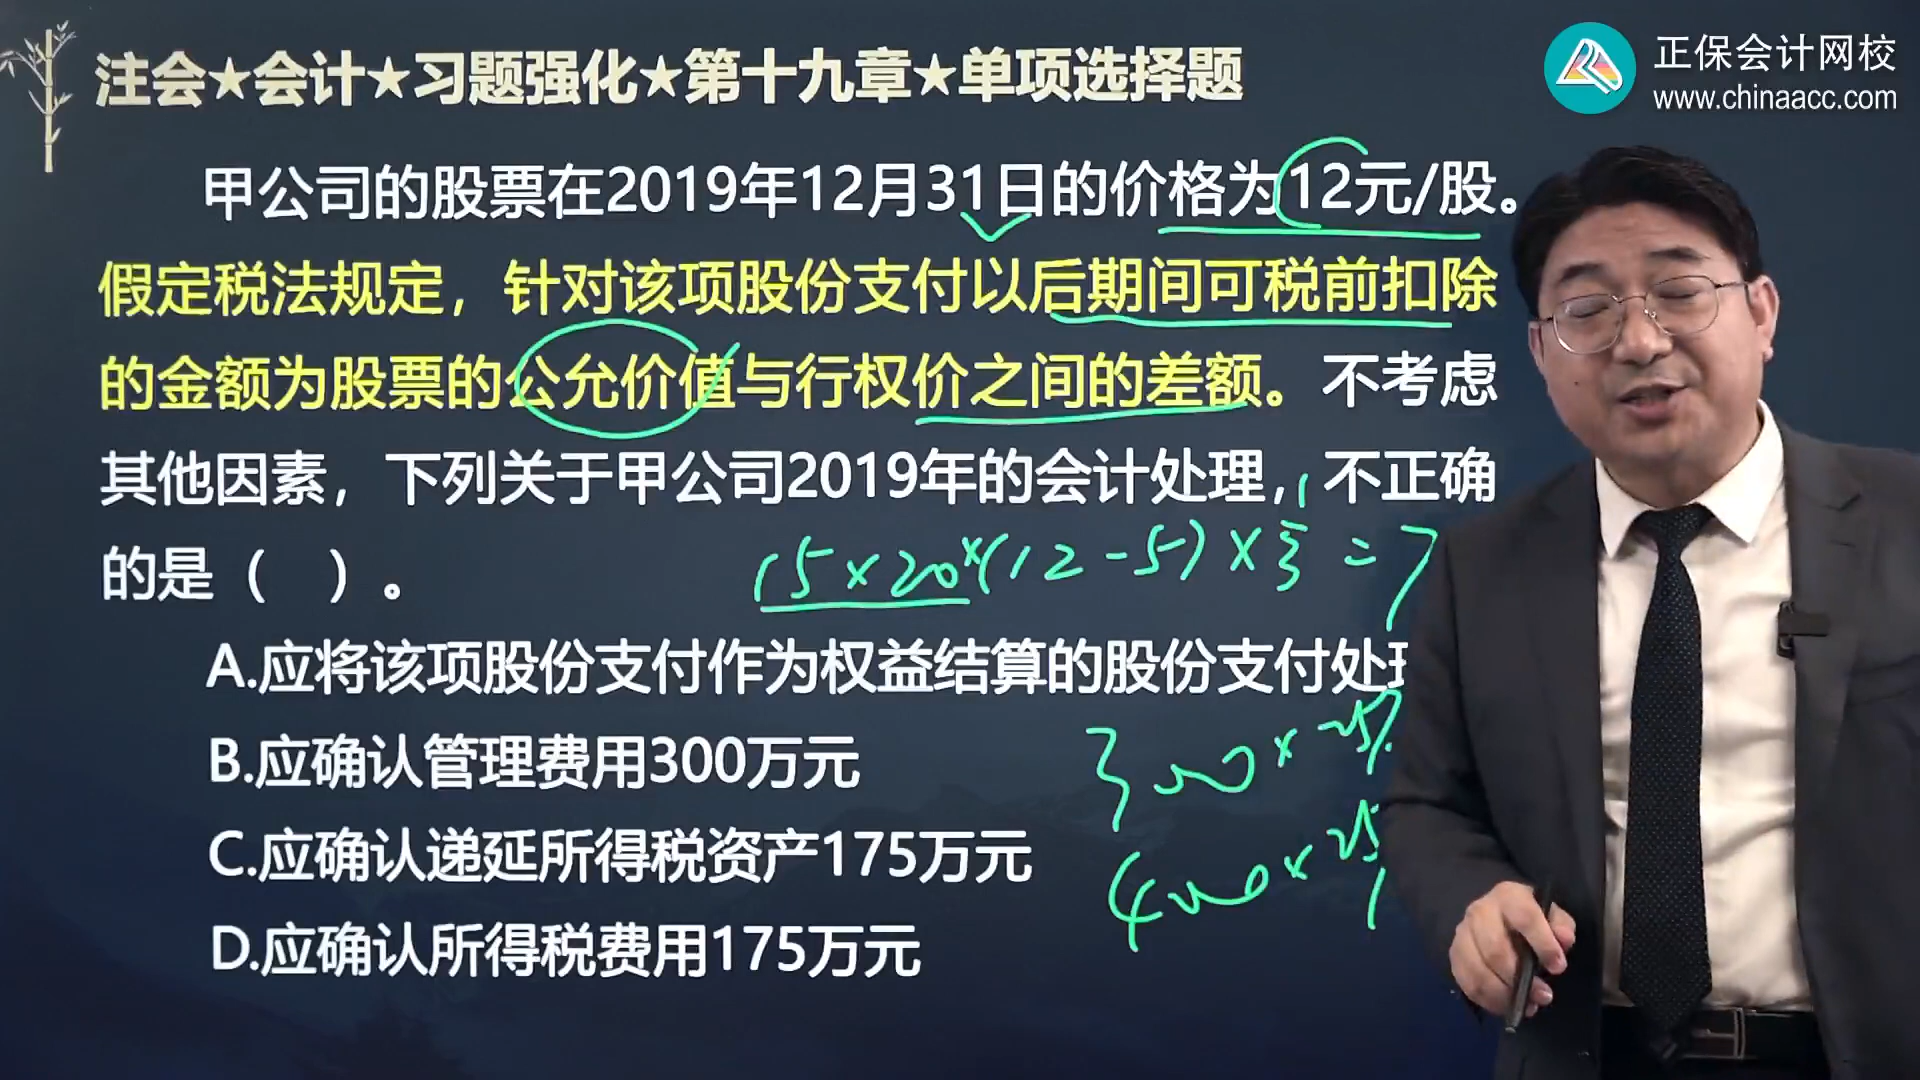 注会★会计★习题强化★第十九章★单项选择题
正保会计网校
www.chinaacc.com
甲公司的股票在2019年12月31日的价格为12元/股。
假定税法规定，针对该项股份支付以后期间可税前扣除
的金额为股票的公允价值与行权价之间的差额。不考虑
其他因素，下列关于甲公司2019年的会计处理，不正确
的是（　）。
15×20×(12-5)×1/3=7
A.应将该项股份支付作为权益结算的股份支付处
300×25%
B.应确认管理费用300万元
400×25
C.应确认递延所得税资产175万元
D.应确认所得税费用175万元